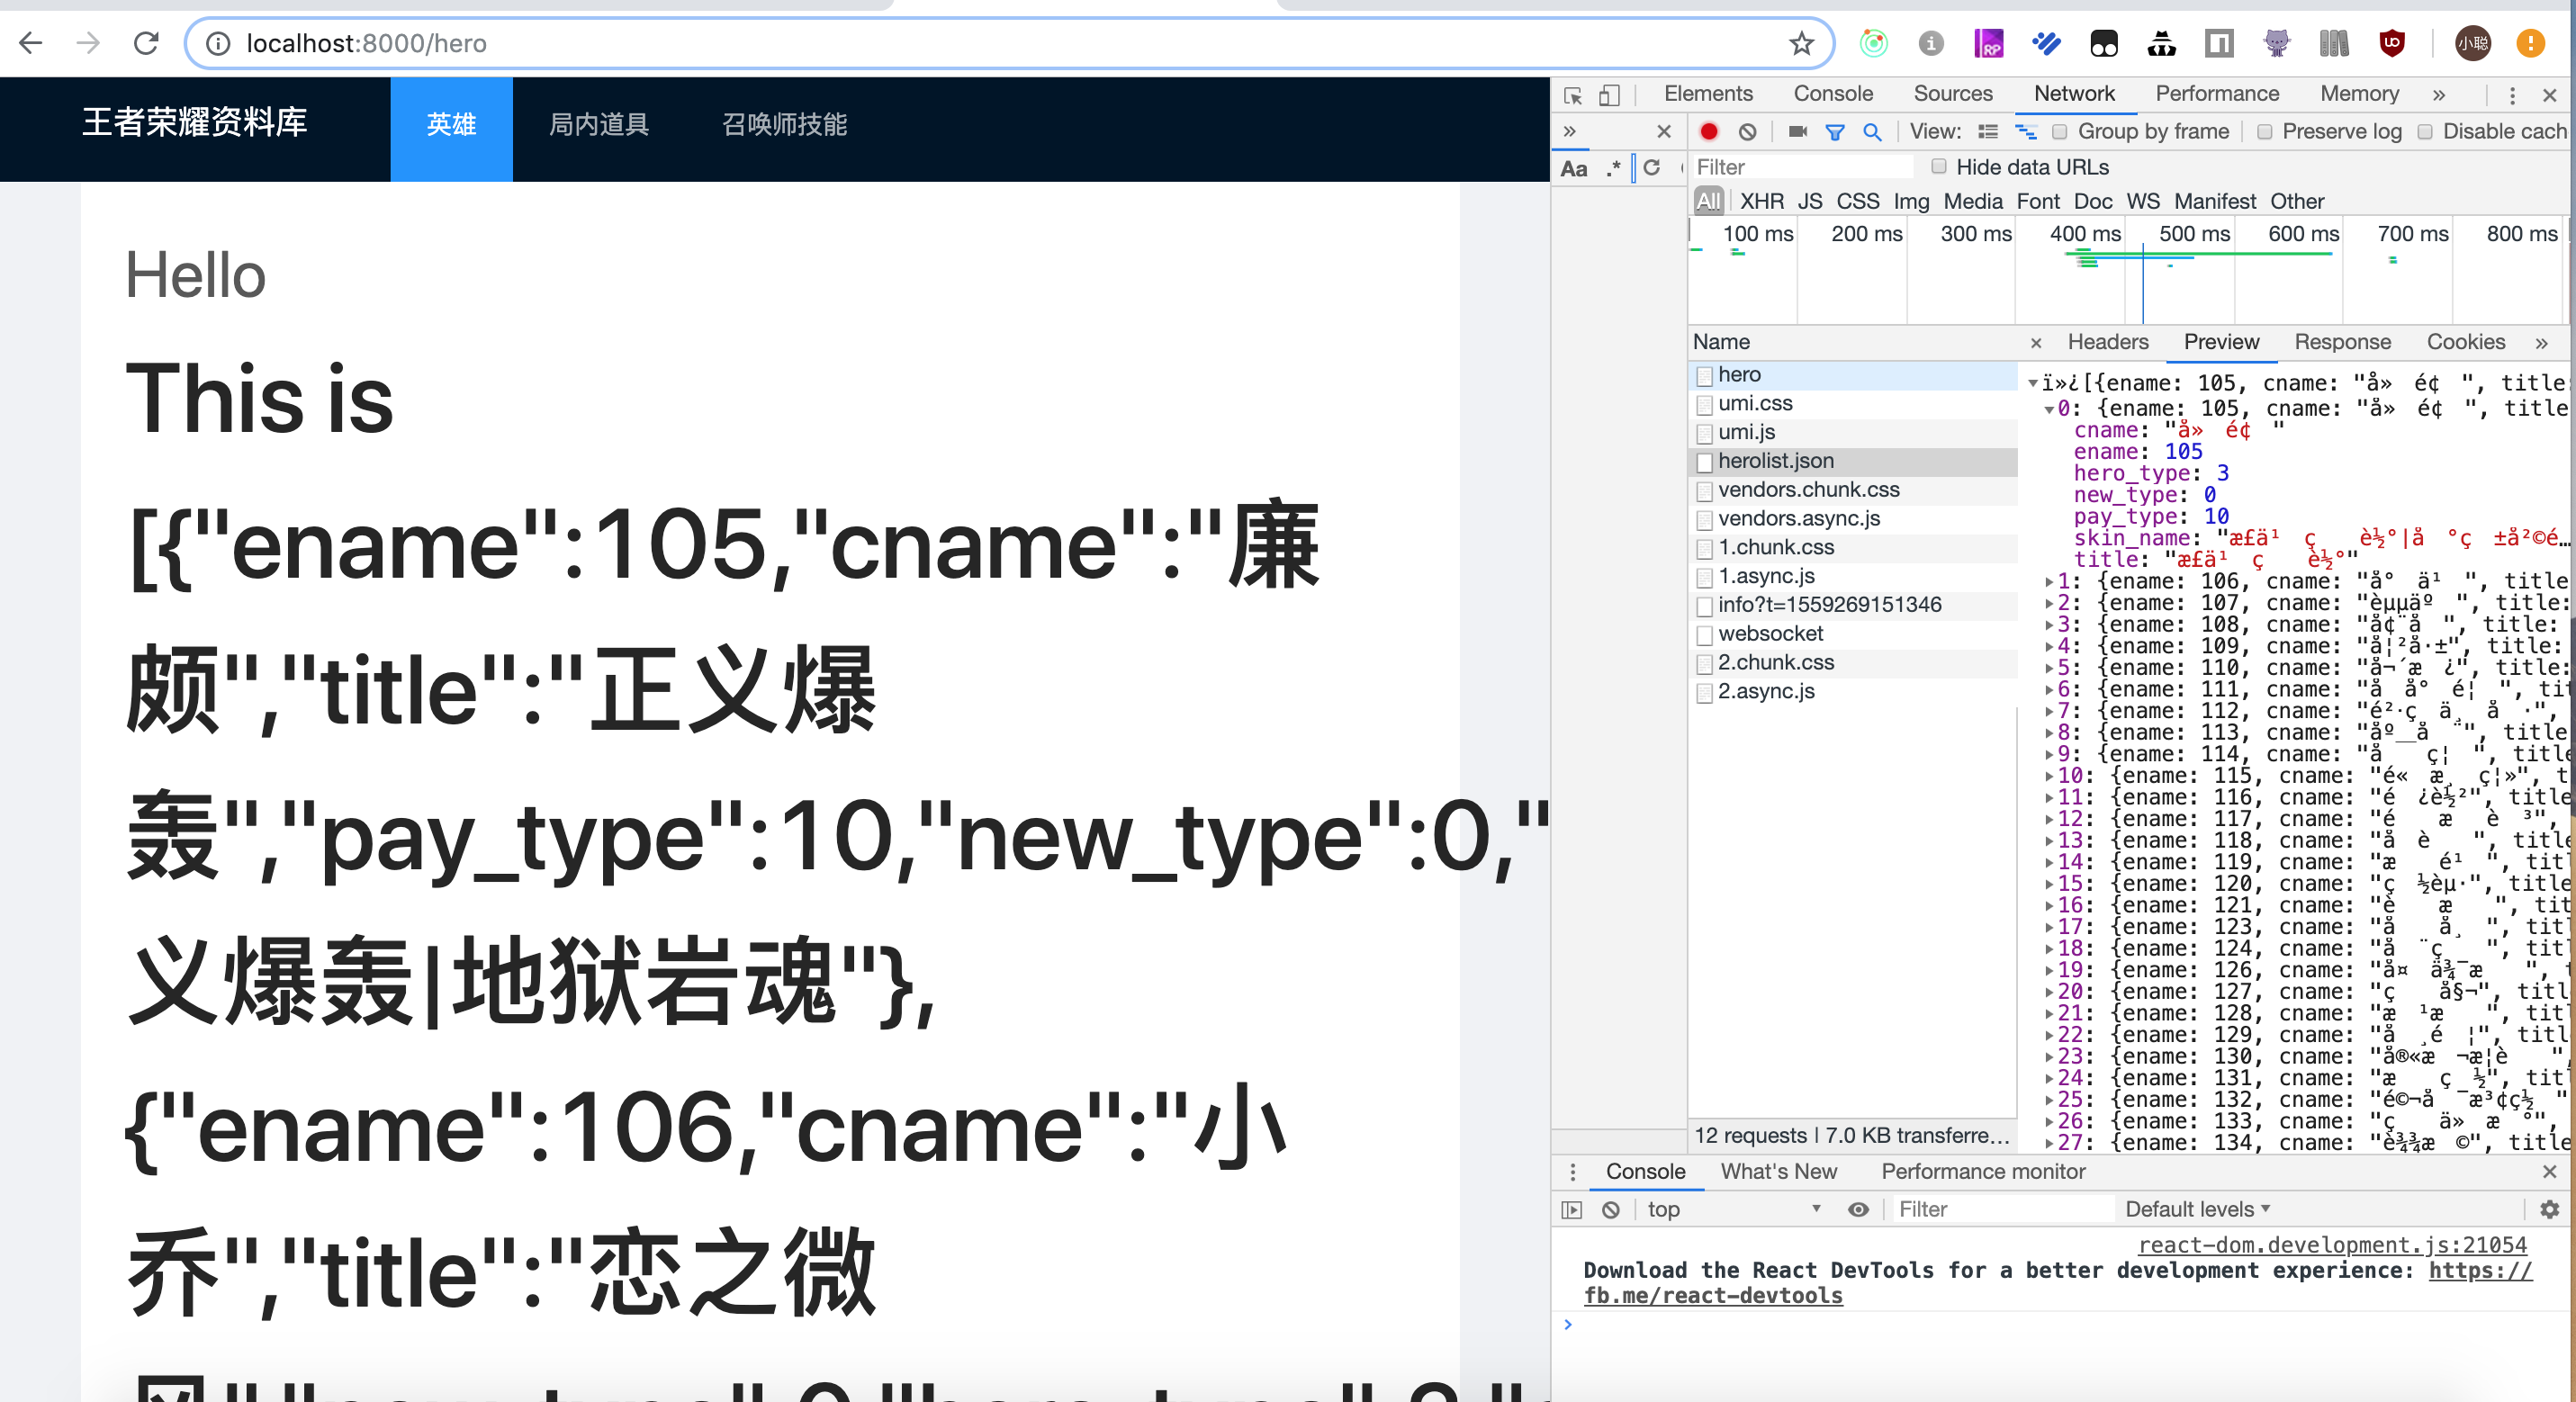 localhost:8000/hero
小聪
王者荣耀资料库 英雄 局内道具 召唤师技能
Hello
This is
[{"ename":105,"cname":"廉
颇","title":"正义爆
轰","pay_type":10,"new_type":0,"
义爆轰|地狱岩魂"},
{"ename":106,"cname":"小
乔","title":"恋之微
Elements Console Sources Network Performance Memory »
View: Group by frame Preserve log Disable cach
Aa .*
Filter Hide data URLs
All XHR JS CSS Img Media Font Doc WS Manifest Other
100 ms 200 ms 300 ms 400 ms 500 ms 600 ms 700 ms 800 ms
Name
hero
umi.css
umi.js
herolist.json
vendors.chunk.css
vendors.async.js
1.chunk.css
1.async.js
info?t=1559269151346
websocket
2.chunk.css
2.async.js
12 requests | 7.0 KB transferre...
Headers Preview Response Cookies »
ï»¿[{ename: 105, cname: "å» é¢ ", title:
0: {ename: 105, cname: "å» é¢ ", title
cname: "å» é¢ "
ename: 105
hero_type: 3
new_type: 0
pay_type: 10
skin_name: "æ£ä¹ ç è½°|å °ç ±å²©é…
title: "æ£ä¹ ç è½°"
1: {ename: 106, cname: "å° ä¹ ", title
2: {ename: 107, cname: "èµµäº ", title:
3: {ename: 108, cname: "å¢¨å ", title:
4: {ename: 109, cname: "å¦²å·±", title:
5: {ename: 110, cname: "å¬´æ ¿", title:
6: {ename: 111, cname: "å å° é¦ ", tit
7: {ename: 112, cname: "é²·ç ä¸ å ·",
8: {ename: 113, cname: "åº å ¨", title
9: {ename: 114, cname: "å ç¦ ", title
10: {ename: 115, cname: "é« æ¸ ç¦»", t
11: {ename: 116, cname: "é ¿è½²", title
12: {ename: 117, cname: "é æ è ³",
13: {ename: 118, cname: "å è ", title
14: {ename: 119, cname: "æ é¹ ", titl
15: {ename: 120, cname: "ç ½èµ·", title
16: {ename: 121, cname: "è æ ", tit
17: {ename: 123, cname: "å å¸ ", titl
18: {ename: 124, cname: "å ¨ç ", titl
19: {ename: 126, cname: "å¤ ä¾¯æ ", t
20: {ename: 127, cname: "ç å§¬", titl
21: {ename: 128, cname: "æ ¹æ ", titl
22: {ename: 129, cname: "å ¸é ¦", titl
23: {ename: 130, cname: "å®«æ ¬æ¦è ",
24: {ename: 131, cname: "æ ç ½", titl
25: {ename: 132, cname: "é©¬å ¯æ³¢ç½ "
26: {ename: 133, cname: "ç ä» æ °",
27: {ename: 134, cname: "è¾¾æ ©", title
Console What's New Performance monitor
top Filter Default levels
react-dom.development.js:21054
Download the React DevTools for a better development experience: https://
fb.me/react-devtools